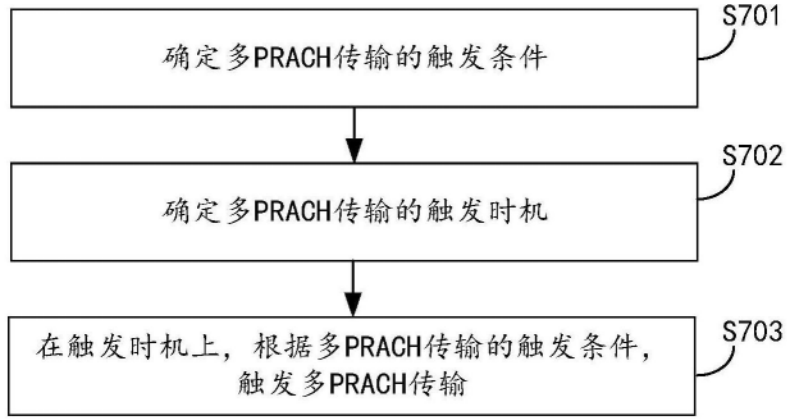 S701
确定多PRACH传输的触发条件
S702
确定多PRACH传输的触发时机
S703
在触发时机上，根据多PRACH传输的触发条件，
触发多PRACH传输